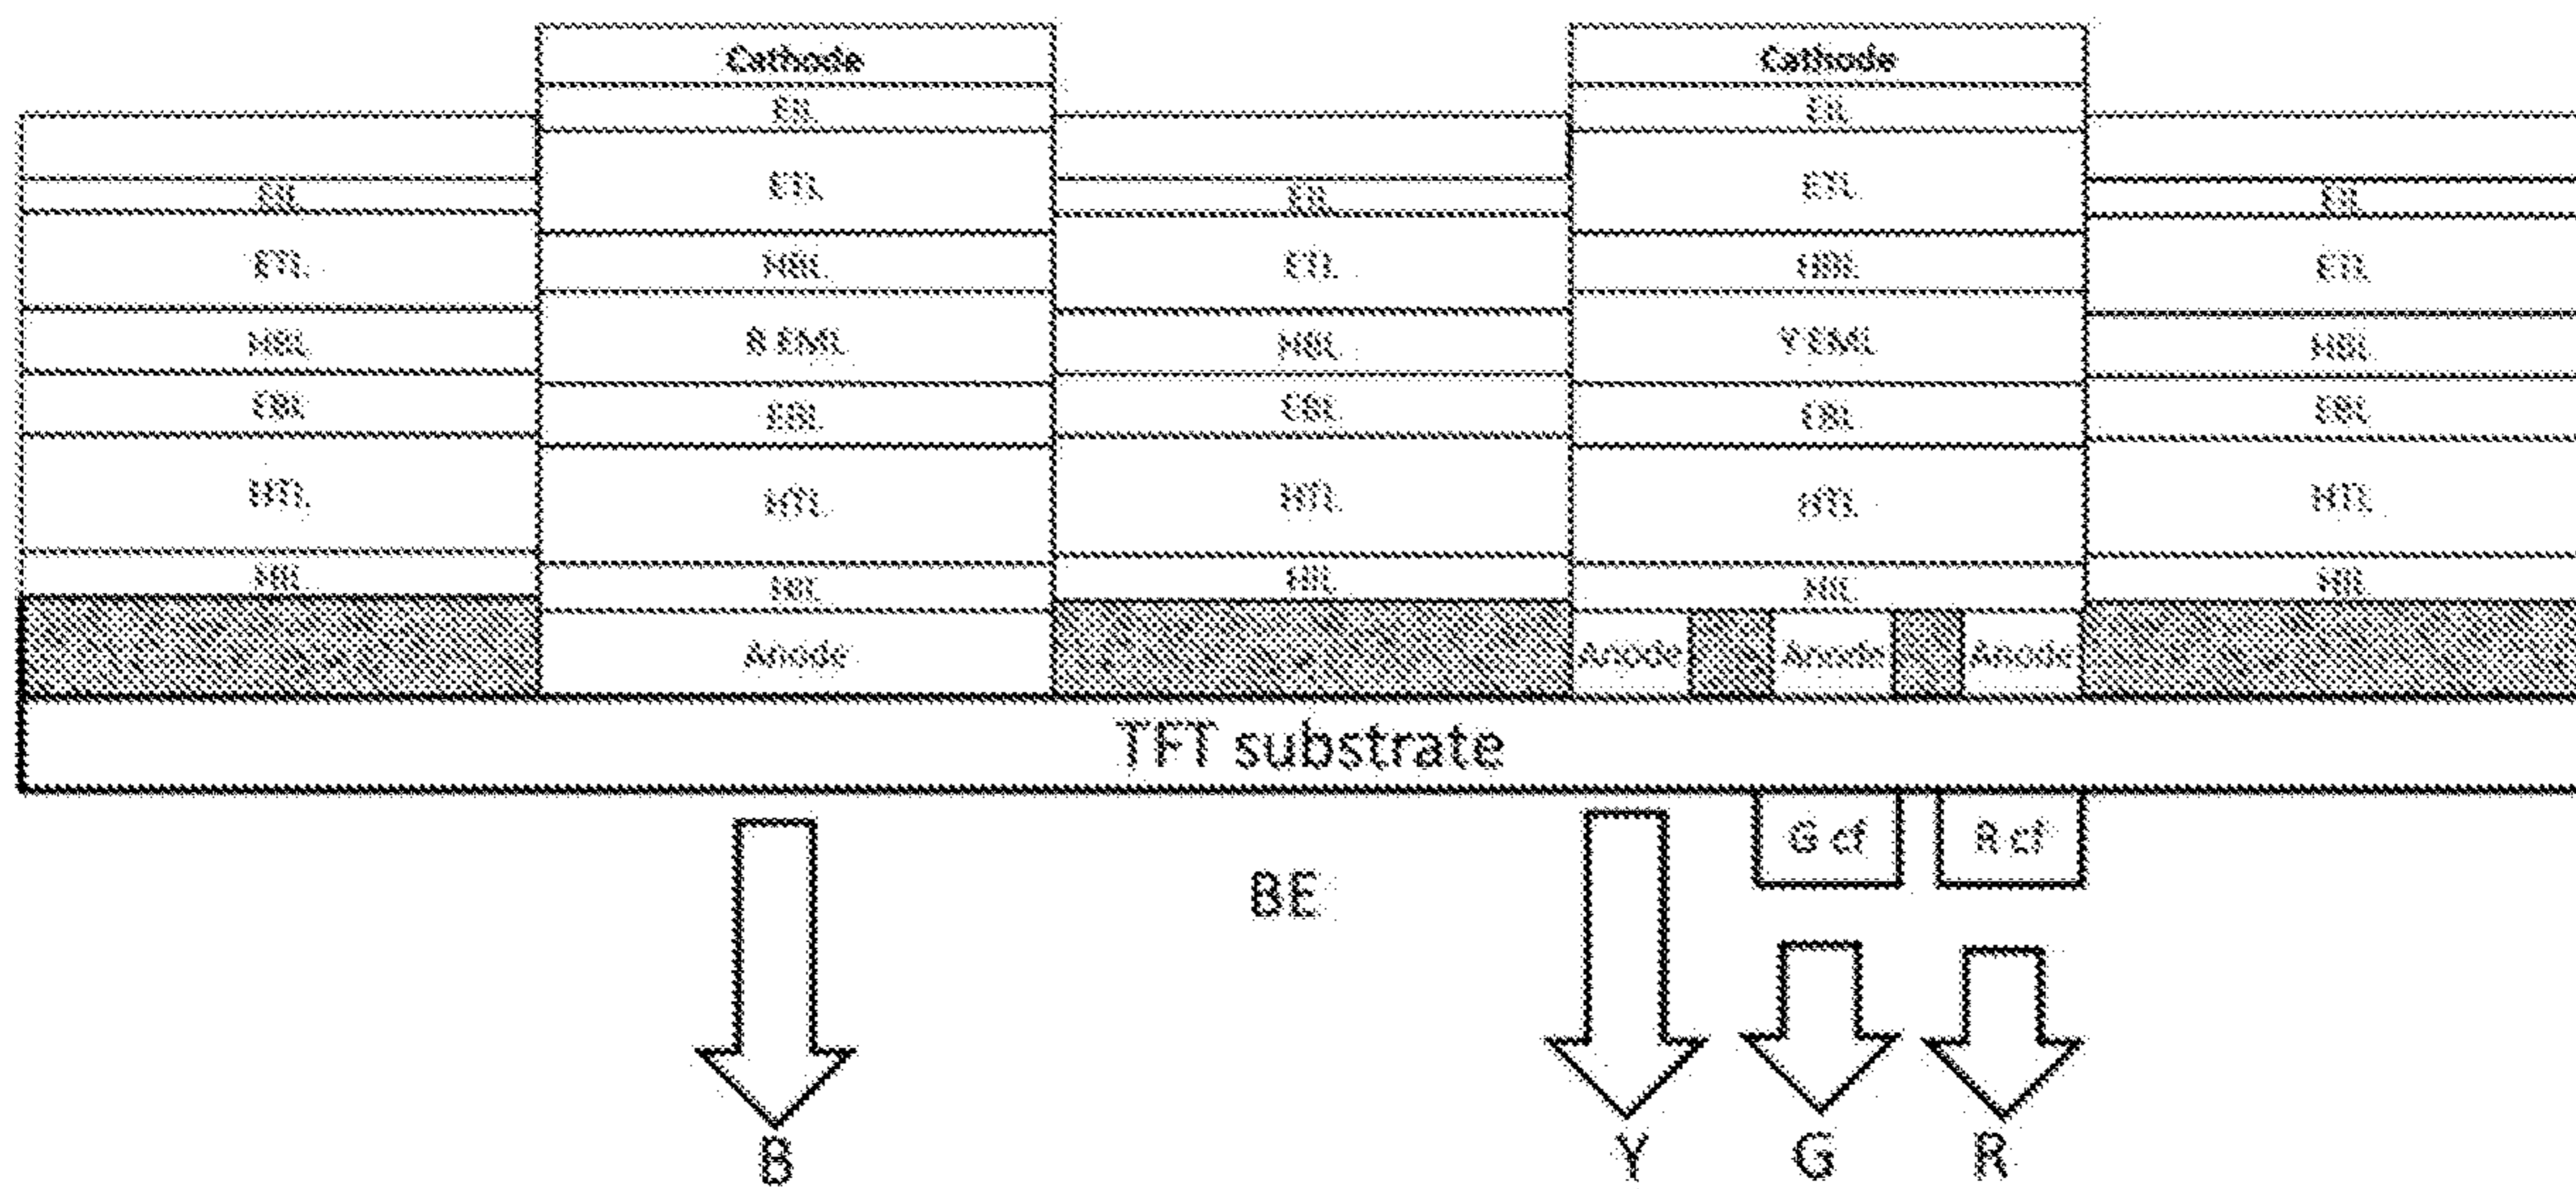 Cathode Cathode
EIL EIL
ETL ETL
EIL EIL EIL
ETL ETL ETL
HBL HBL
HBL HBL HBL
B EML Y EML
EBL EBL EBL
EBL EBL
HTL HTL HTL HTL HTL
HIL HIL HIL
HIL HIL
Anode Anode Anode Anode
TFT substrate
G cf R cf
BE
B Y G R